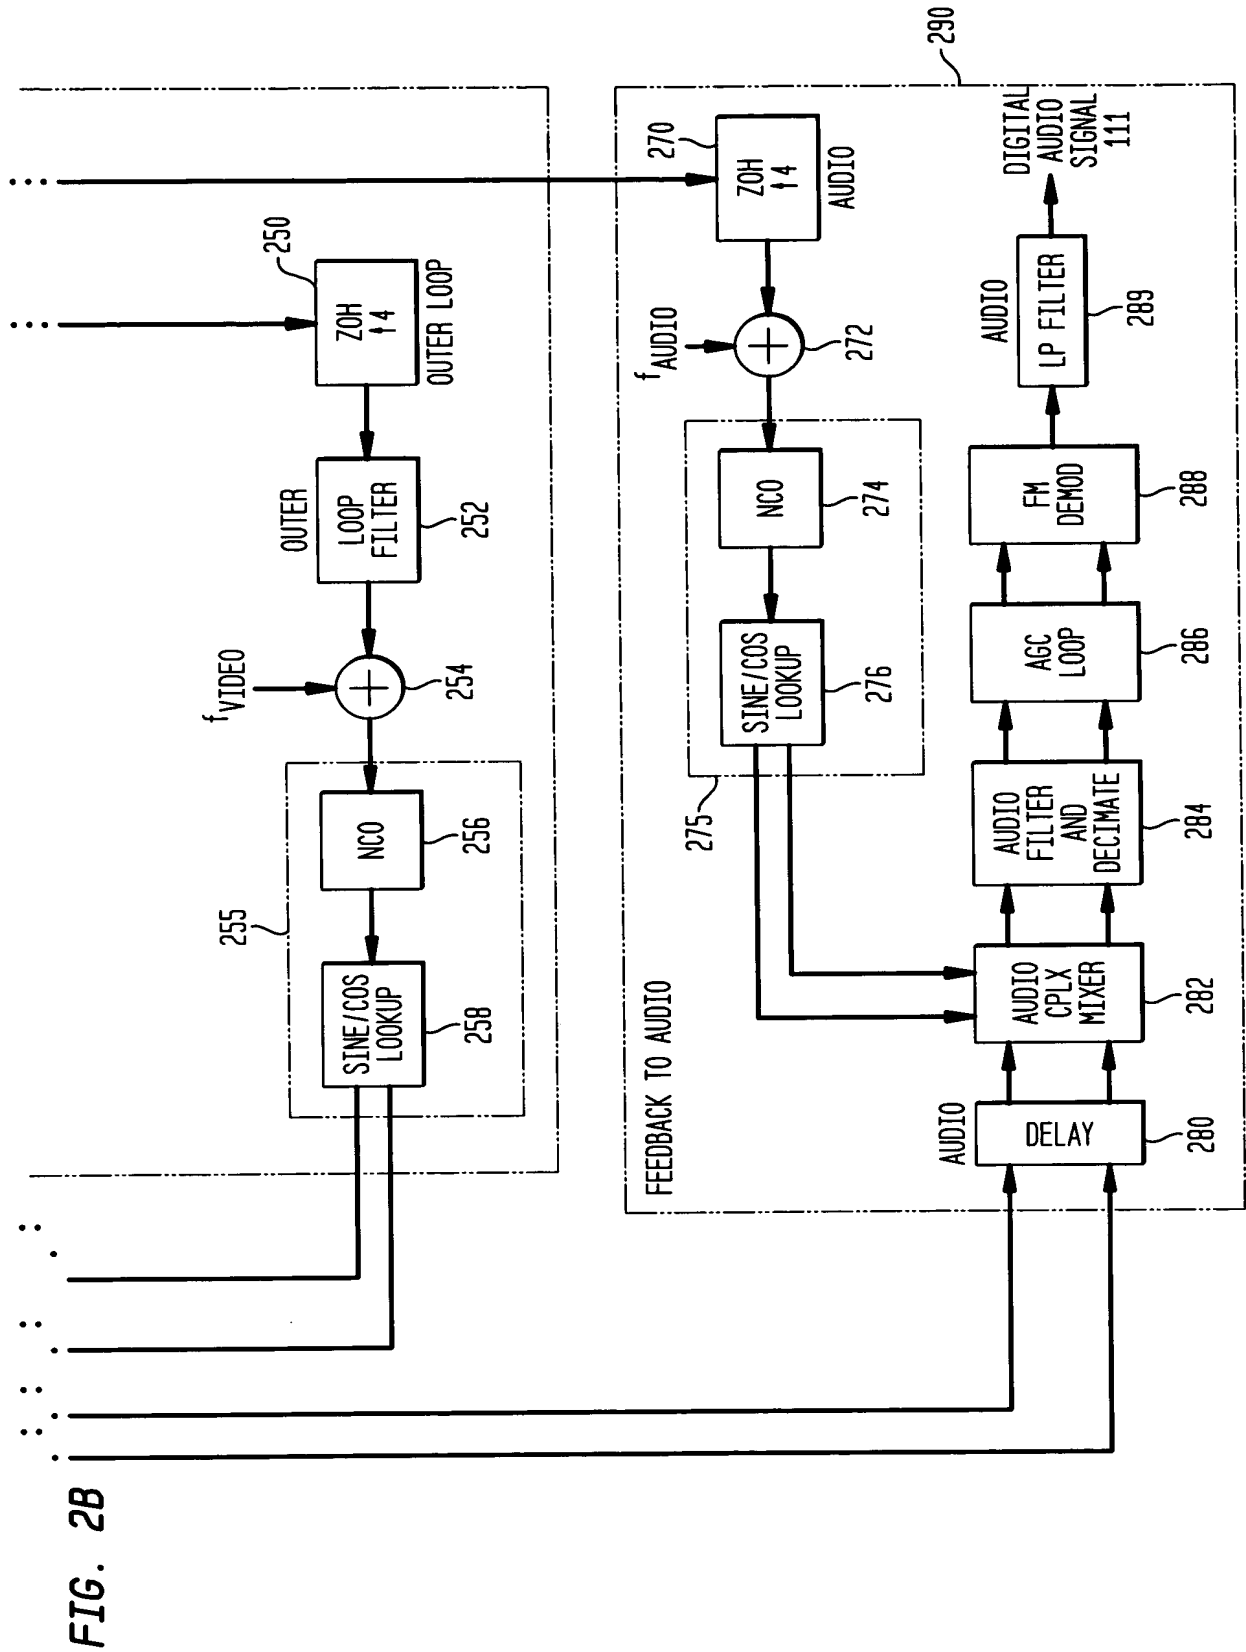 FIG. 2B
255
SINE/COS
LOOKUP
258
NCO
256
fVIDEO
254
OUTER
LOOP
FILTER
252
250
ZOH
↑4
OUTER LOOP
FEEDBACK TO AUDIO
290
275
SINE/COS
LOOKUP
276
NCO
274
fAUDIO
272
270
ZOH
↑4
AUDIO
AUDIO
DELAY
280
AUDIO
CPLX
MIXER
282
AUDIO
FILTER
AND
DECIMATE
284
AGC
LOOP
286
FM
DEMOD
288
AUDIO
LP FILTER
289
DIGITAL
AUDIO
SIGNAL
111